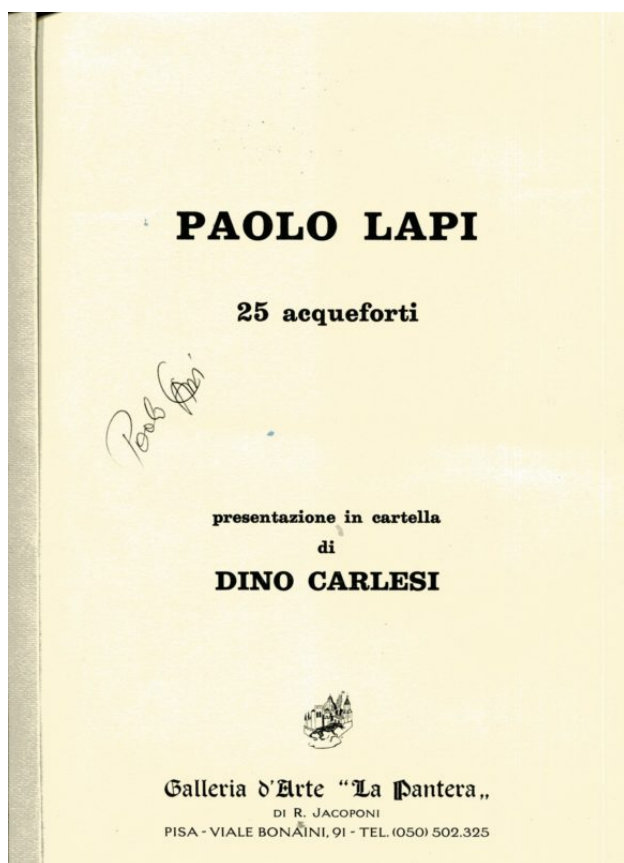 PAOLO LAPI
25 acqueforti
Paolo Lapi
presentazione in cartella
di
DINO CARLESI
Galleria d'Arte “La Pantera„
DI R. JACOPONI
PISA - VIALE BONAINI, 91 - TEL. (050) 502.325